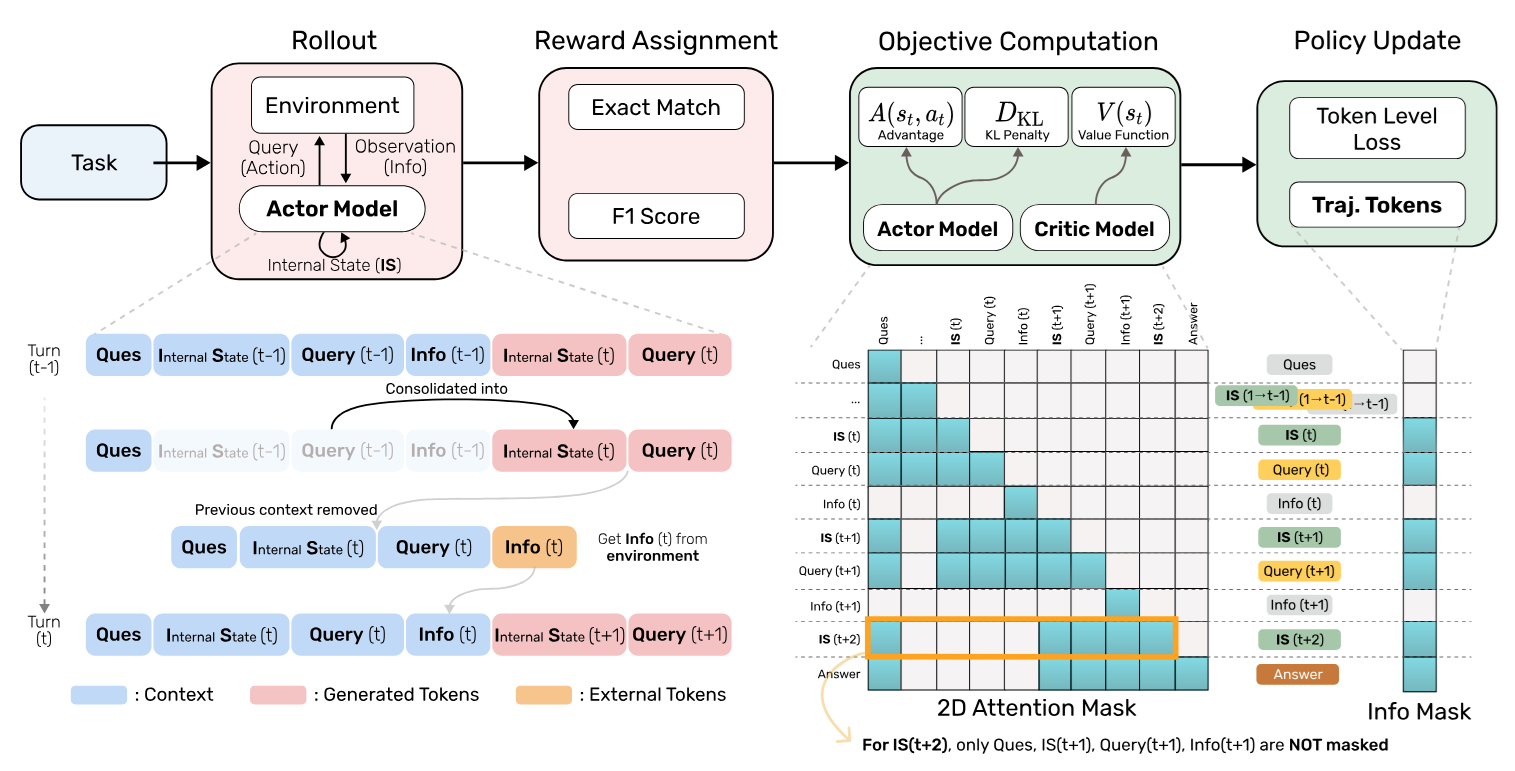 Rollout
Reward Assignment
Objective Computation
Policy Update
Task
Environment
Query
(Action)
Observation
(Info)
Actor Model
Internal State (IS)
Exact Match
F1 Score
A(s_t, a_t)
Advantage
D_KL
KL Penalty
V(s_t)
Value Function
Actor Model
Critic Model
Token Level
Loss
Traj. Tokens
Turn
(t-1)
Ques
Internal State (t-1)
Query (t-1)
Info (t-1)
Internal State (t)
Query (t)
Consolidated into
Ques
Internal State (t-1)
Query (t-1)
Info (t-1)
Internal State (t)
Query (t)
Previous context removed
Ques
Internal State (t)
Query (t)
Info (t)
Get Info (t) from
environment
Turn
(t)
Ques
Internal State (t)
Query (t)
Info (t)
Internal State (t+1)
Query (t+1)
: Context
: Generated Tokens
: External Tokens
Ques
...
IS (t)
Query (t)
Info (t)
IS (t+1)
Query (t+1)
Info (t+1)
IS (t+2)
Answer
Ques
...
IS (t)
Query (t)
Info (t)
IS (t+1)
Query (t+1)
Info (t+1)
IS (t+2)
Answer
2D Attention Mask
Ques
IS (1→t-1)
(1→t-1)
→t-1)
IS (t)
Query (t)
Info (t)
IS (t+1)
Query (t+1)
Info (t+1)
IS (t+2)
Answer
Info Mask
For IS(t+2), only Ques, IS(t+1), Query(t+1), Info(t+1) are NOT masked